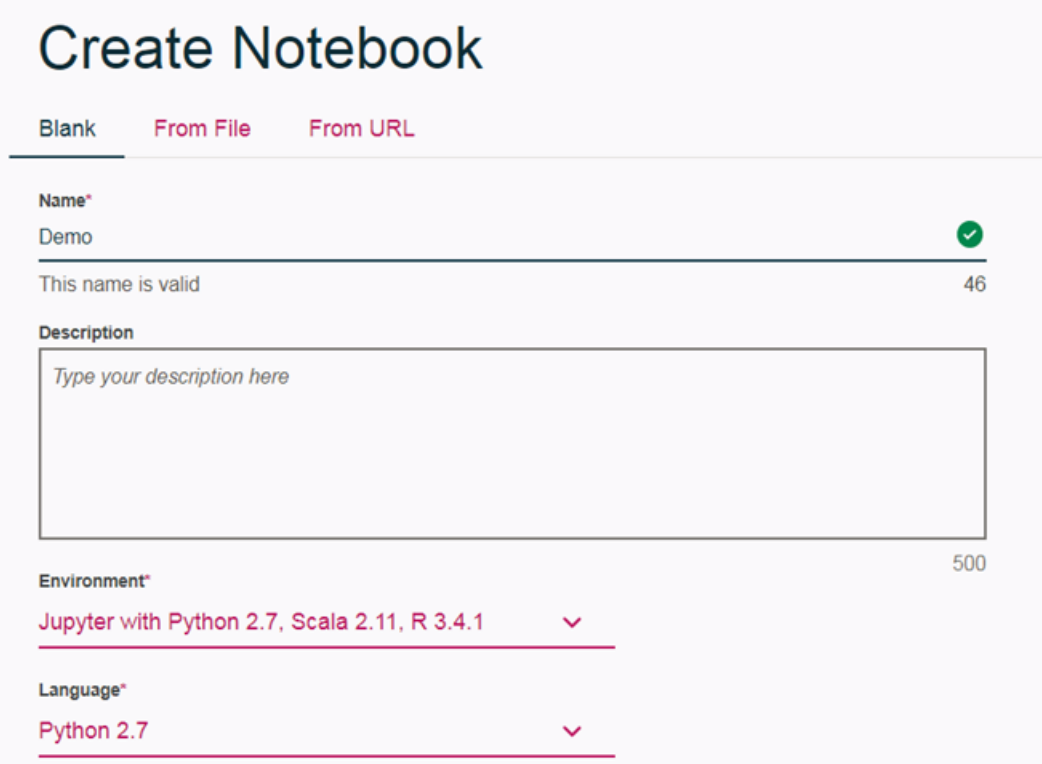 Create Notebook
Blank From File From URL
Name*
Demo
This name is valid 46
Description
Type your description here
500
Environment*
Jupyter with Python 2.7, Scala 2.11, R 3.4.1
Language*
Python 2.7